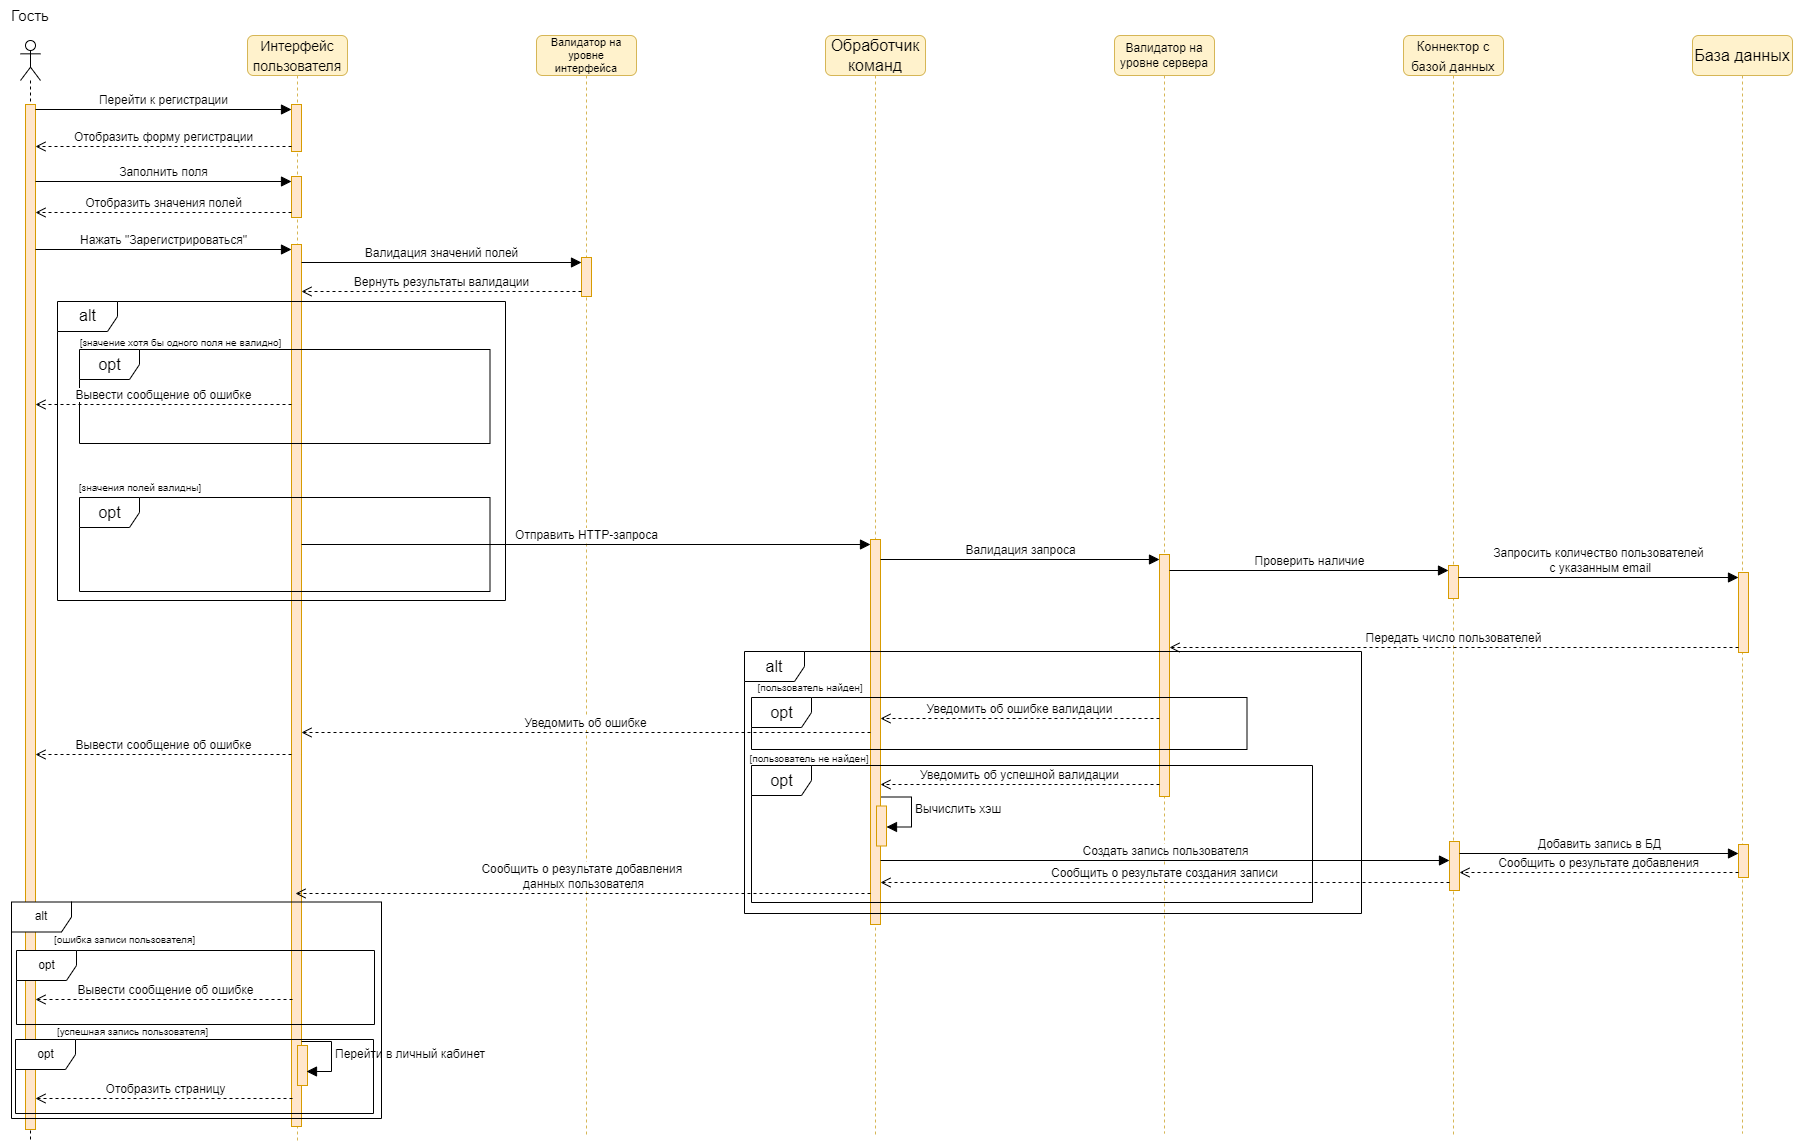 Гость
Интерфейс
пользователя
Валидатор на
уровне
интерфейса
Обработчик
команд
Валидатор на
уровне сервера
Коннектор с
базой данных
База данных
Перейти к регистрации
Отобразить форму регистрации
Заполнить поля
Отобразить значения полей
Нажать "Зарегистрироваться"
Валидация значений полей
Вернуть результаты валидации
alt
[значение хотя бы одного поля не валидно]
opt
Вывести сообщение об ошибке
[значения полей валидны]
opt
Отправить HTTP-запроса
Валидация запроса
Проверить наличие
Запросить количество пользователей
с указанным email
Передать число пользователей
alt
[пользователь найден]
opt
Уведомить об ошибке валидации
Уведомить об ошибке
Вывести сообщение об ошибке
[пользователь не найден]
opt
Уведомить об успешной валидации
Вычислить хэш
Создать запись пользователя
Добавить запись в БД
Сообщить о результате добавления
Сообщить о результате создания записи
Сообщить о результате добавления
данных пользователя
alt
[ошибка записи пользователя]
opt
Вывести сообщение об ошибке
[успешная запись пользователя]
opt
Перейти в личный кабинет
Отобразить страницу